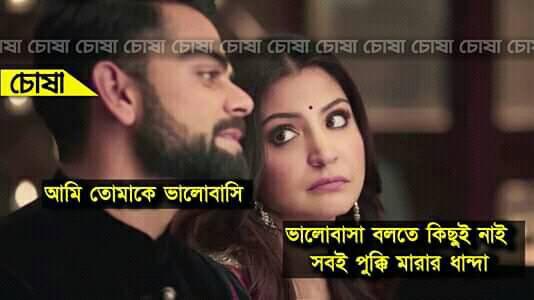 যা চোষা চোষা চোষা চোষা চোষা চোষা চোষা চোষা চোষা
চোষা
আমি তোমাকে ভালোবাসি
ভালোবাসা বলতে কিছুই নাই
সবই পুক্কি মারার ধান্দা